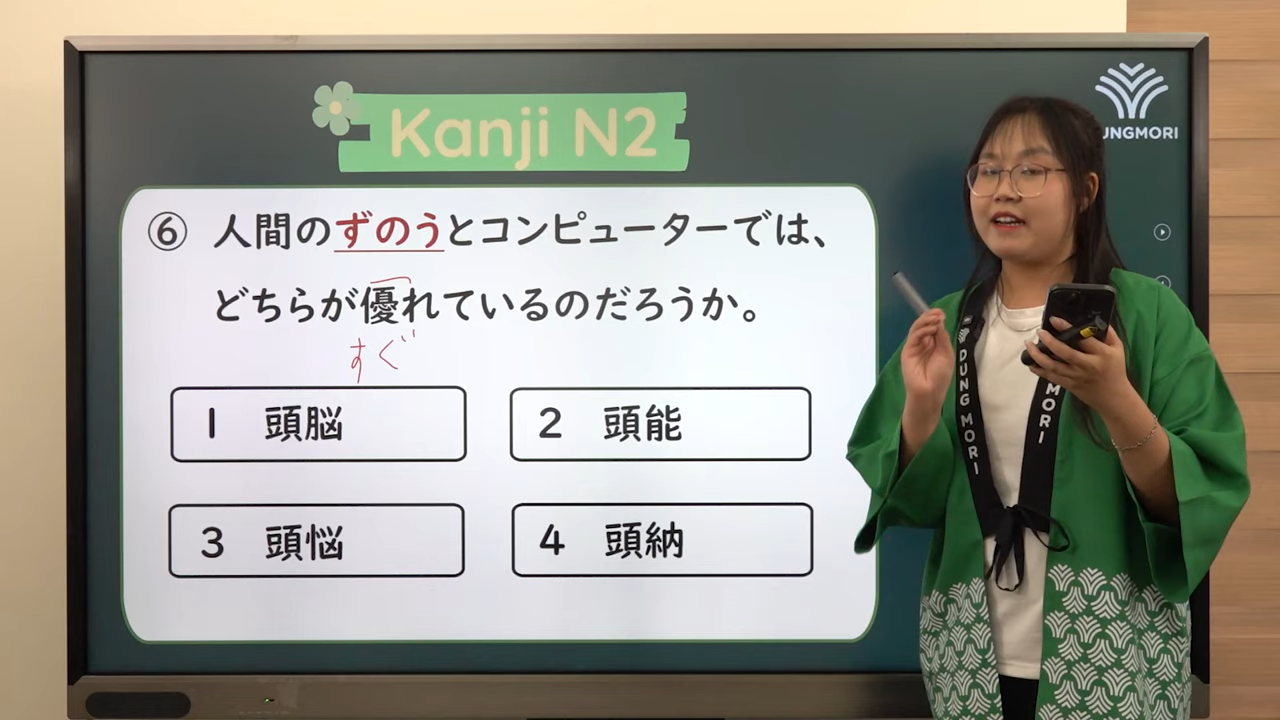 Kanji N2
UNGMORI
⑥ 人間のずのうとコンピューターでは、
どちらが優れているのだろうか。
すぐ
1 頭脳
2 頭能
3 頭悩
4 頭納
DUNG MORI
MORI